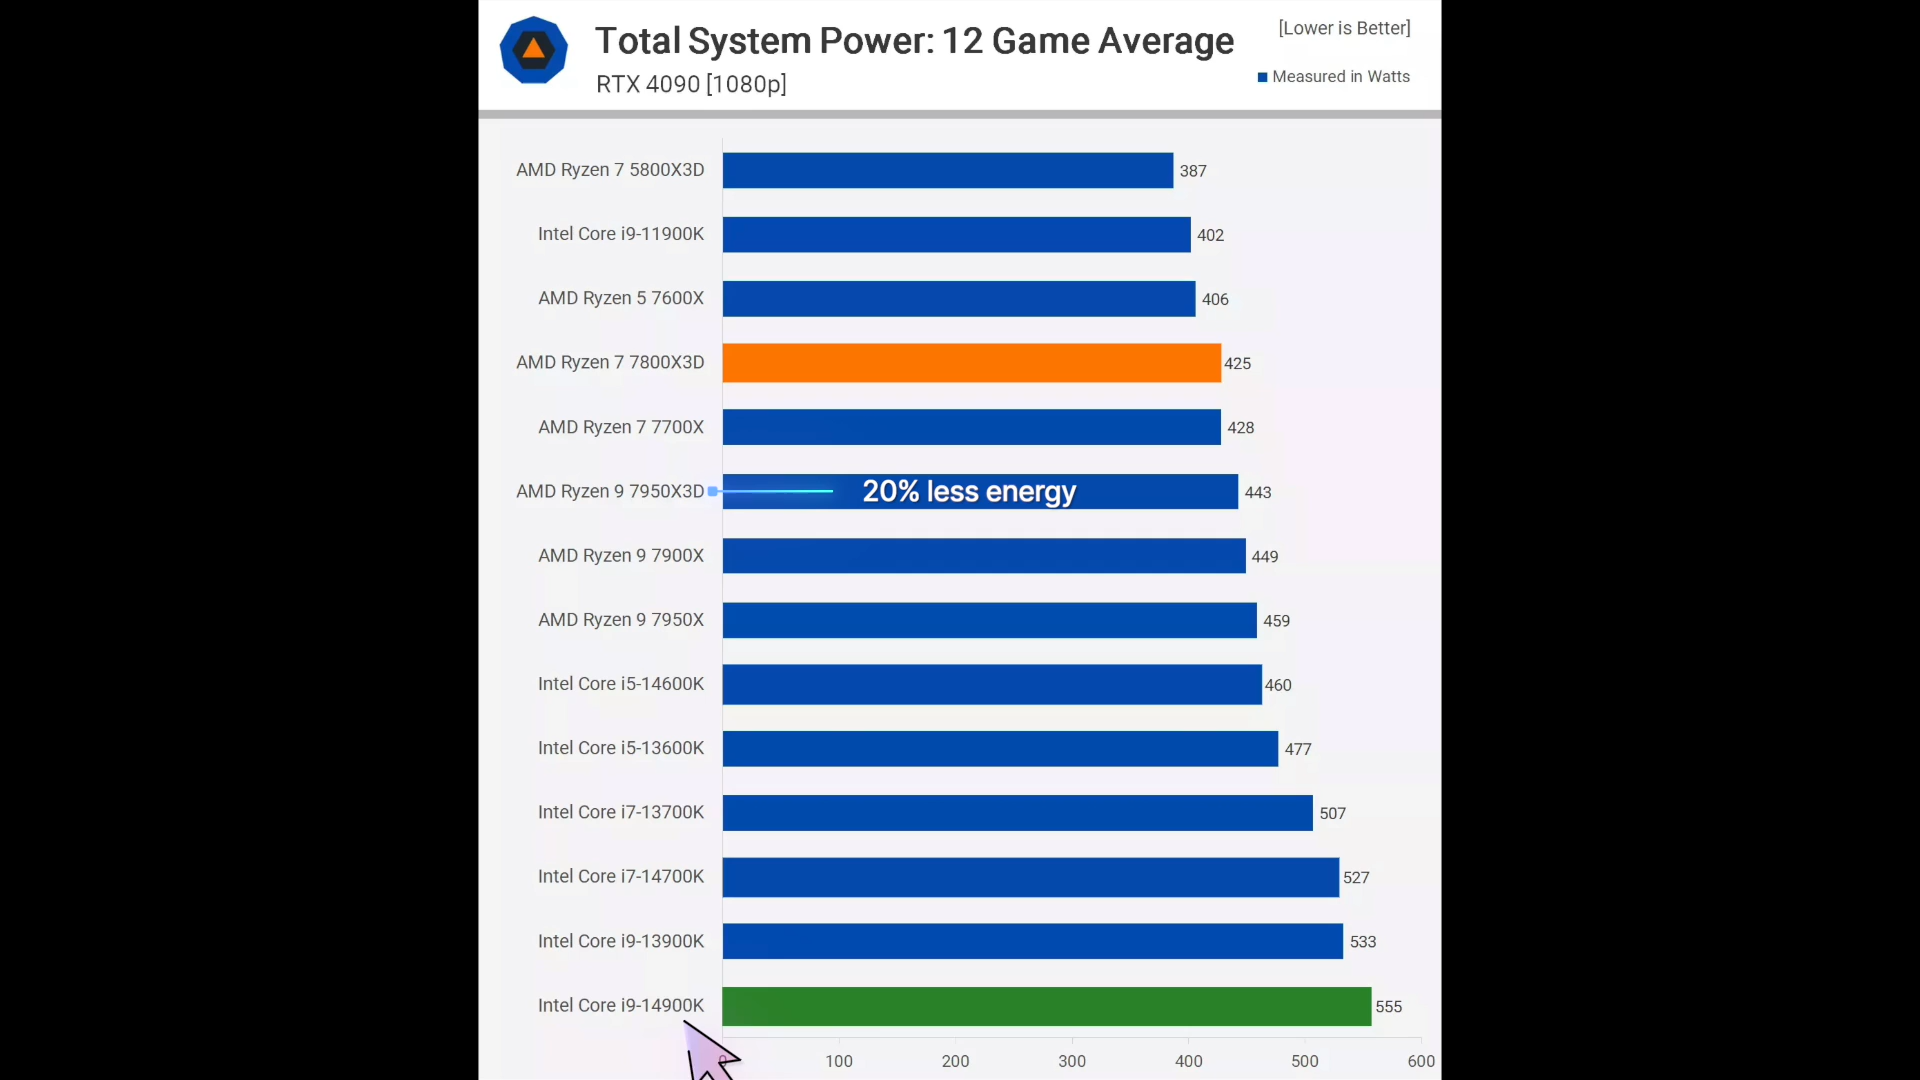 Total System Power: 12 Game Average
RTX 4090 [1080p]
[Lower is Better]
Measured in Watts
AMD Ryzen 7 5800X3D 387
Intel Core i9-11900K 402
AMD Ryzen 5 7600X 406
AMD Ryzen 7 7800X3D 425
AMD Ryzen 7 7700X 428
AMD Ryzen 9 7950X3D 20% less energy 443
AMD Ryzen 9 7900X 449
AMD Ryzen 9 7950X 459
Intel Core i5-14600K 460
Intel Core i5-13600K 477
Intel Core i7-13700K 507
Intel Core i7-14700K 527
Intel Core i9-13900K 533
Intel Core i9-14900K 555
0 100 200 300 400 500 600